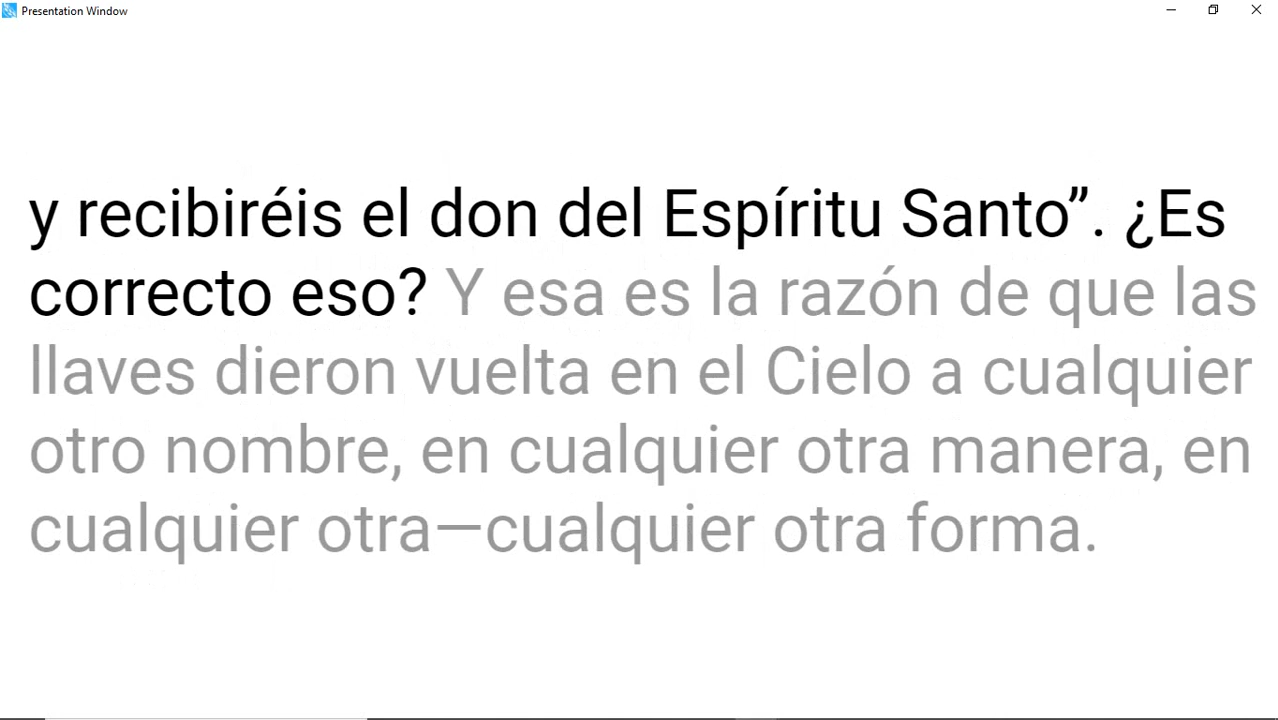 Presentation Window
y recibiréis el don del Espíritu Santo”. ¿Es
correcto eso? Y esa es la razón de que las
llaves dieron vuelta en el Cielo a cualquier
otro nombre, en cualquier otra manera, en
cualquier otra—cualquier otra forma.